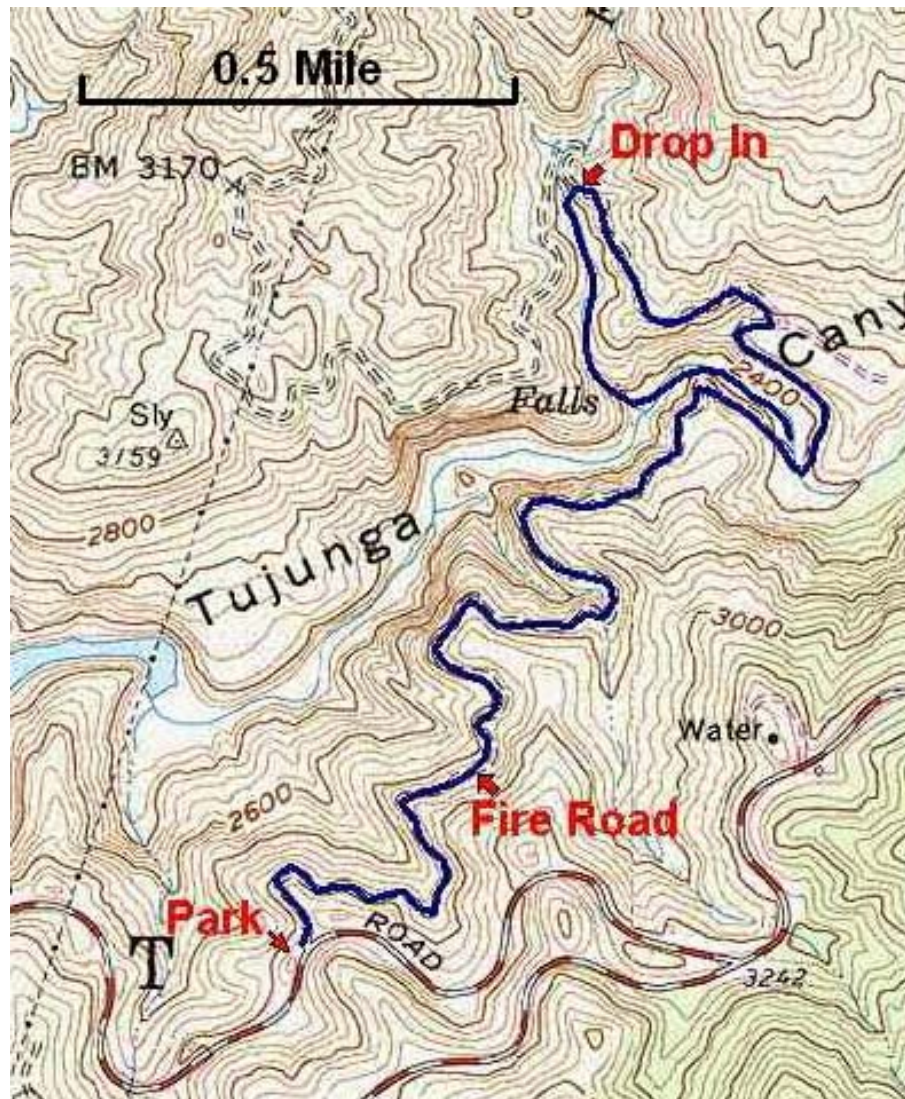 0.5 Mile
Drop In
BM 3170
Cany
2400
Falls
Sly
3159
2800
Tujunga
3000
Water
2600
Fire Road
Park
ROAD
T
3242